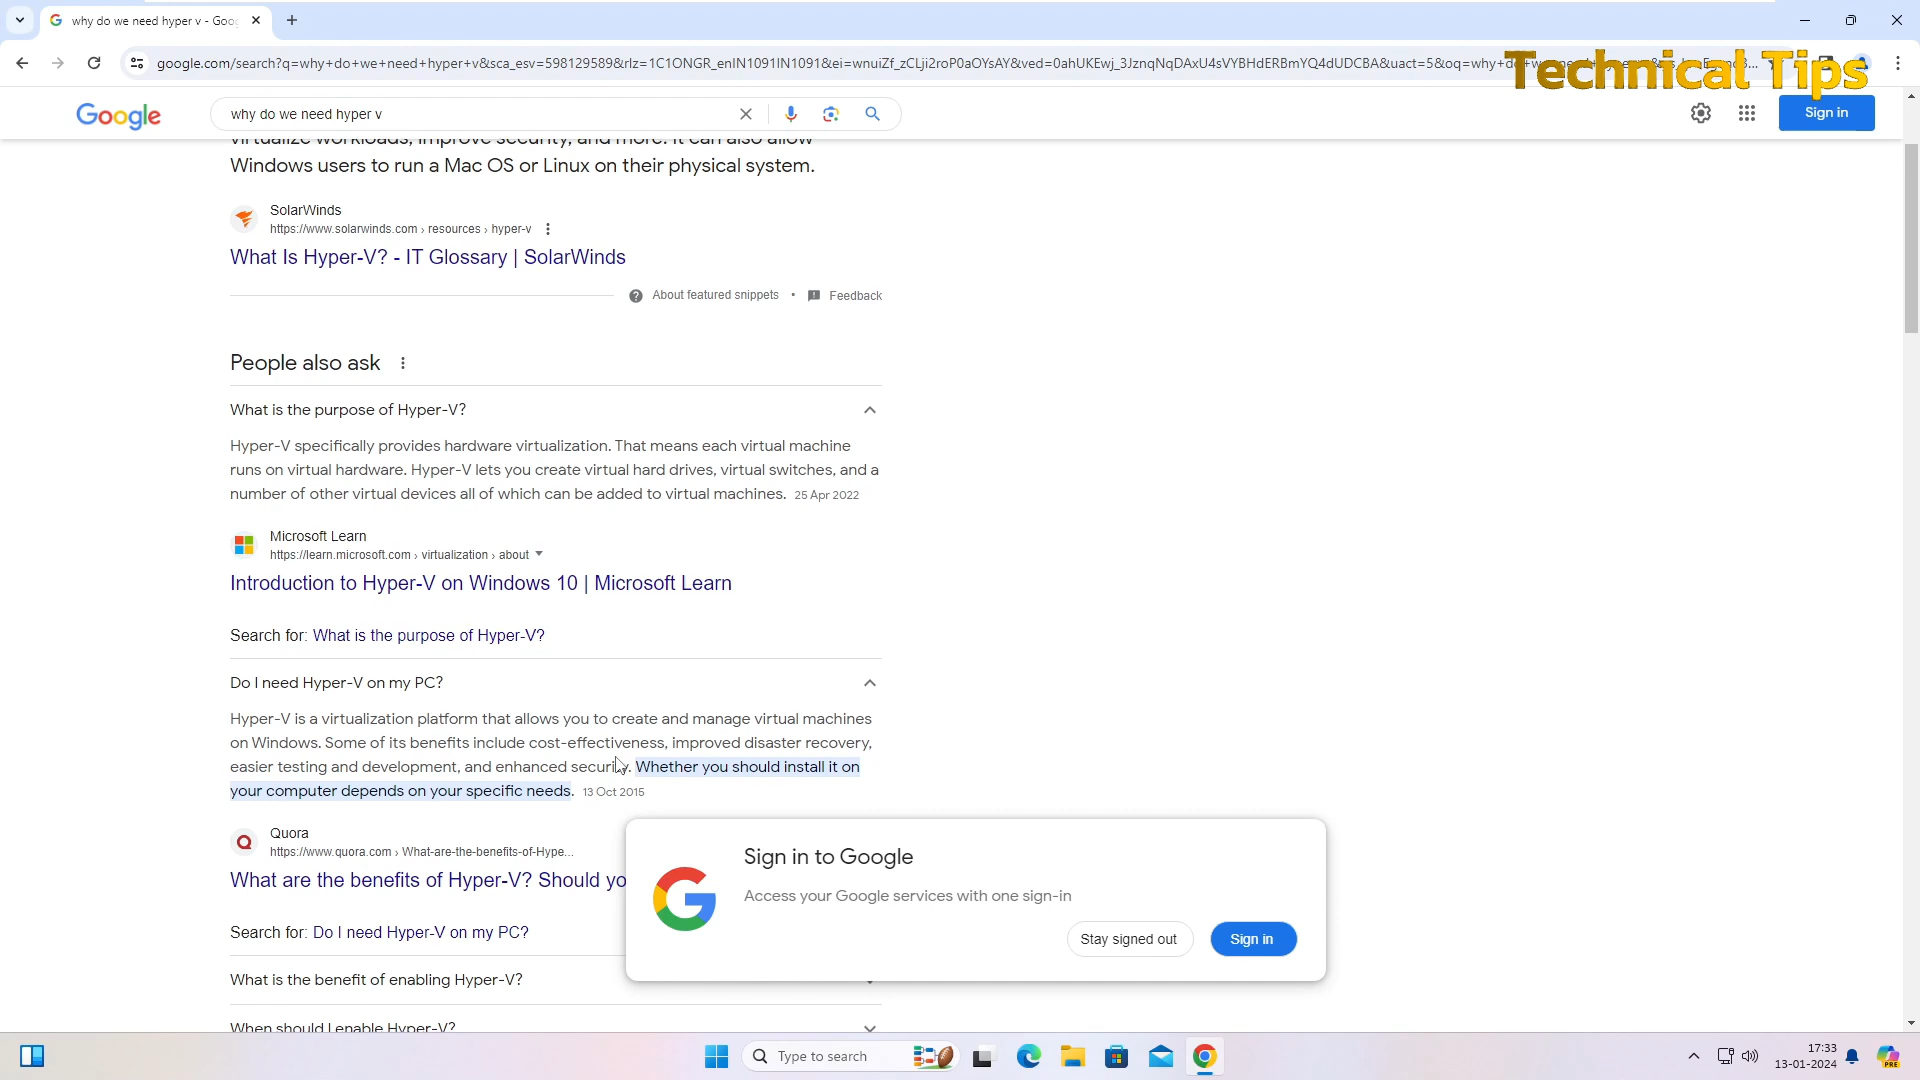 why do we need hyper v - Goog
google.com/search?q=why+do+we+need+hyper+v&sca_esv=598129589&rlz=1C1ONGR_enIN1091IN1091&ei=wnuiZf_zCLji2roP0aOYsAY&ved=0ahUKEwj_3JznqNqDAxU4sVYBHdERBmYQ4dUDCBA&uact=5&oq=why+do+
Technical Tips
Google
why do we need hyper v
Sign in
virtualize workloads, improve security, and more. It can also allow
Windows users to run a Mac OS or Linux on their physical system.
SolarWinds
https://www.solarwinds.com › resources › hyper-v
What Is Hyper-V? - IT Glossary | SolarWinds
About featured snippets • Feedback
People also ask
What is the purpose of Hyper-V?
Hyper-V specifically provides hardware virtualization. That means each virtual machine
runs on virtual hardware. Hyper-V lets you create virtual hard drives, virtual switches, and a
number of other virtual devices all of which can be added to virtual machines. 25 Apr 2022
Microsoft Learn
https://learn.microsoft.com › virtualization › about
Introduction to Hyper-V on Windows 10 | Microsoft Learn
Search for: What is the purpose of Hyper-V?
Do I need Hyper-V on my PC?
Hyper-V is a virtualization platform that allows you to create and manage virtual machines
on Windows. Some of its benefits include cost-effectiveness, improved disaster recovery,
easier testing and development, and enhanced security. Whether you should install it on
your computer depends on your specific needs. 13 Oct 2015
Quora
https://www.quora.com › What-are-the-benefits-of-Hype...
What are the benefits of Hyper-V? Should yo
Search for: Do I need Hyper-V on my PC?
What is the benefit of enabling Hyper-V?
When should I enable Hyper-V?
Sign in to Google
Access your Google services with one sign-in
Stay signed out
Sign in
Type to search
17:33
13-01-2024
PRE